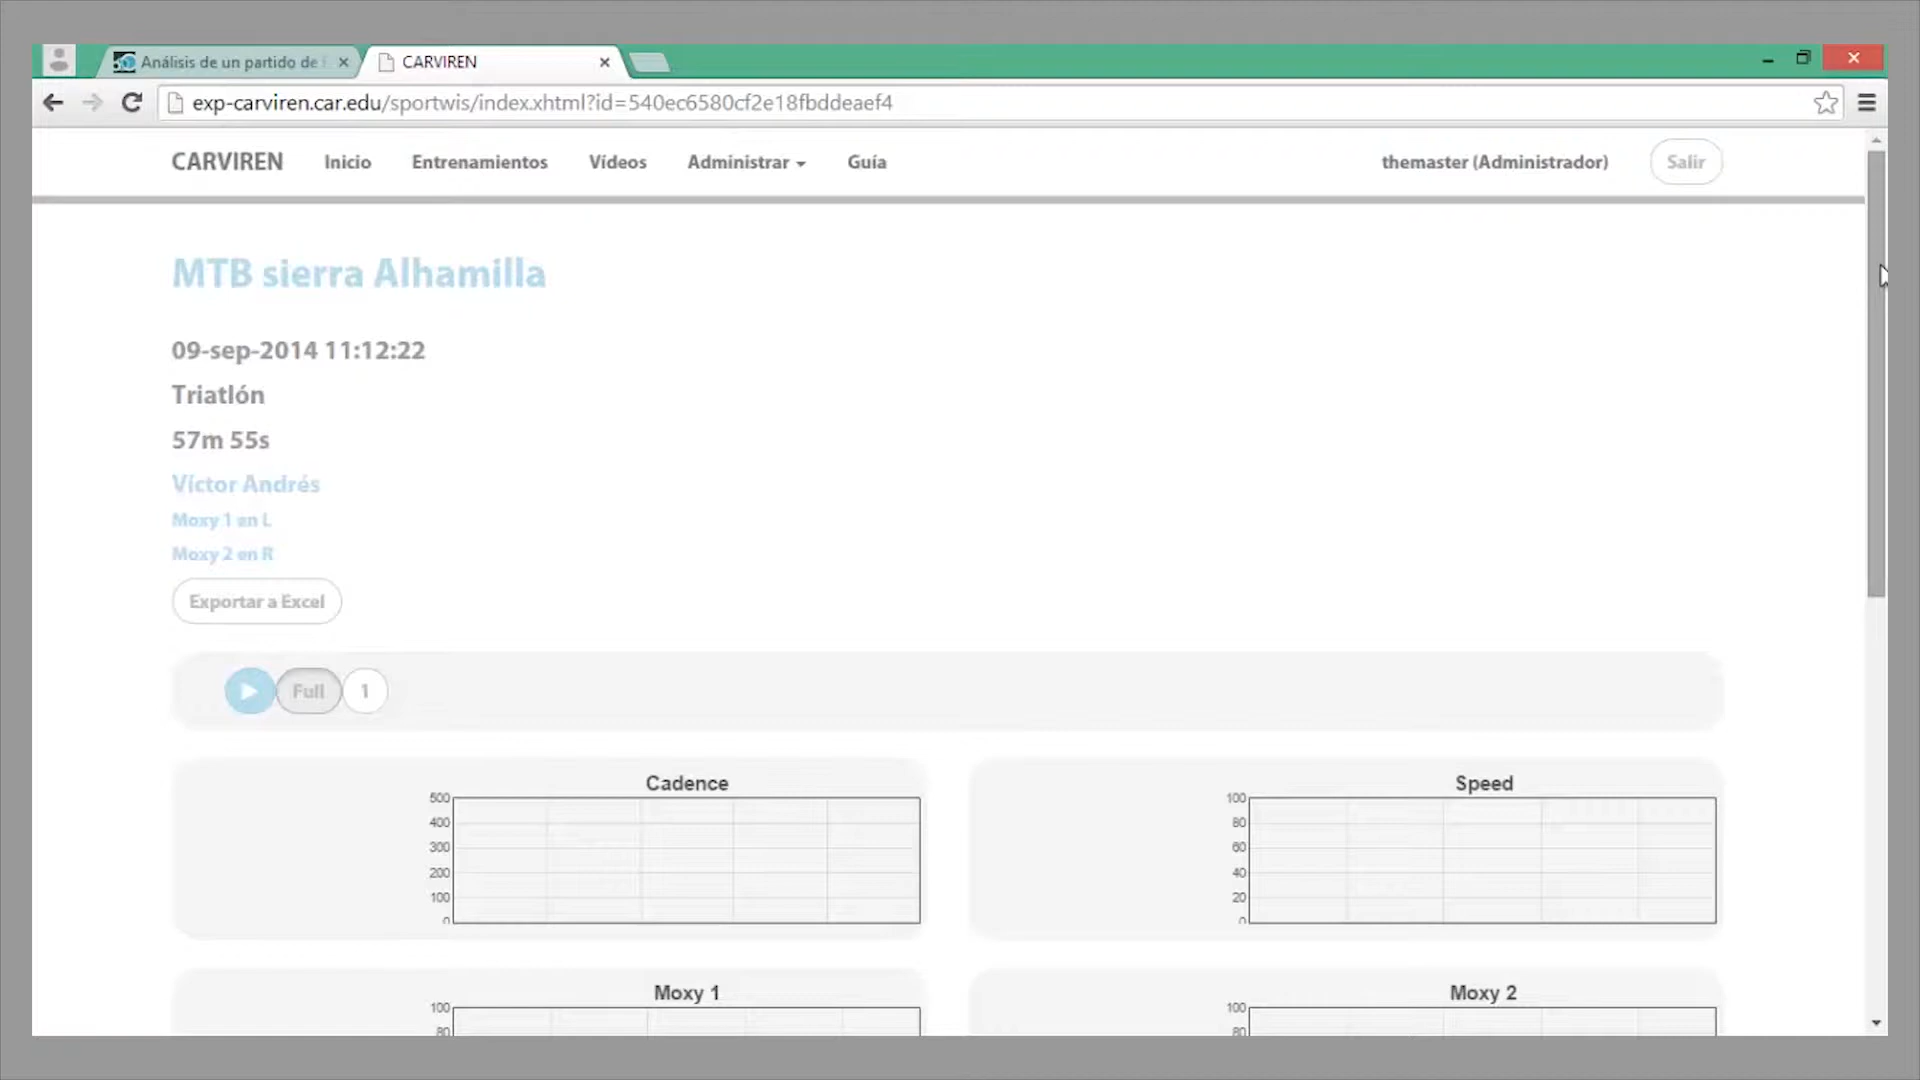 Análisis de un partido de
CARVIREN
exp-carviren.car.edu/sportwis/index.xhtml?id=540ec6580cf2e18fbddeaef4
CARVIREN Inicio Entrenamientos Vídeos Administrar Guía themaster (Administrador) Salir
MTB sierra Alhamilla
09-sep-2014 11:12:22
Triatlón
57m 55s
Víctor Andrés
Moxy 1 en L
Moxy 2 en R
Exportar a Excel
Full 1
Cadence
500
400
300
200
100
0
Speed
100
80
60
40
20
0
Moxy 1
100
80
Moxy 2
100
80